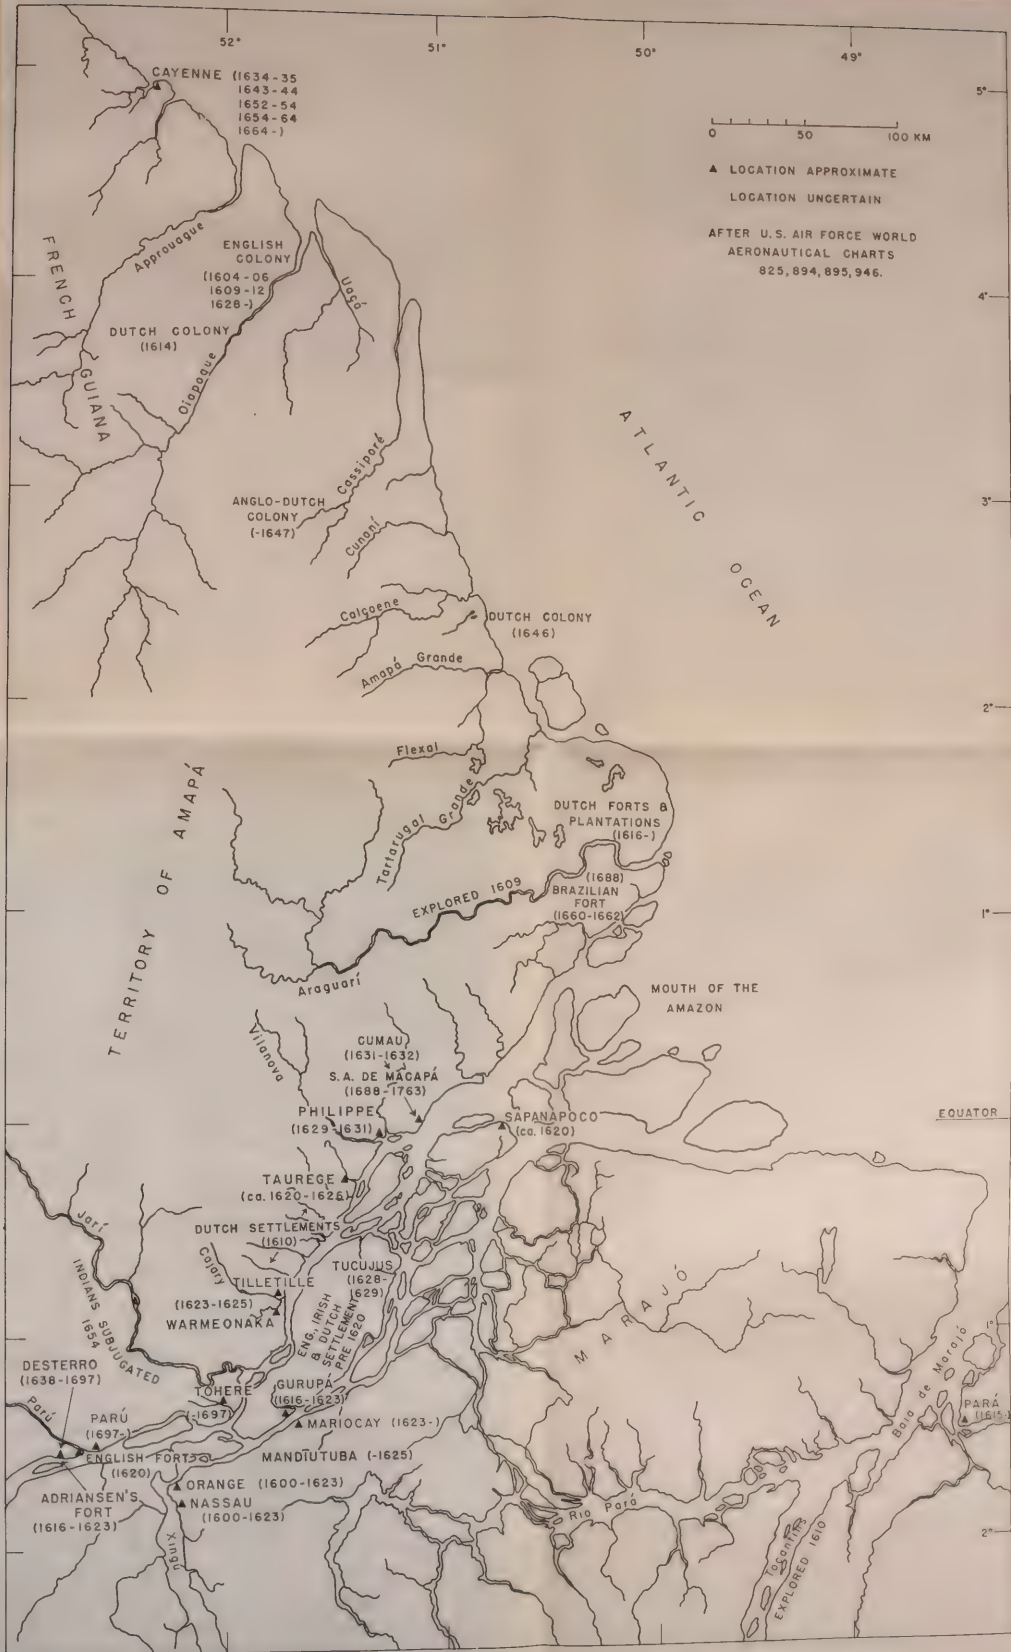 52°
51°
50°
49°
CAYENNE (1634-35
1643-44
1652-54
1654-64
1664-)
5°
0 50 100 KM
▲ LOCATION APPROXIMATE
LOCATION UNCERTAIN
AFTER U.S. AIR FORCE WORLD
AERONAUTICAL CHARTS
825, 894, 895, 946.
FRENCH GUIANA
Approuague
ENGLISH
COLONY
(1604-06
1609-12
1628-)
Uaçá
4°
DUTCH COLONY
(1614)
Oiapoque
ATLANTIC OCEAN
Cassiporé
ANGLO-DUTCH
COLONY
(-1647)
3°
Cunaní
Calçoene
DUTCH COLONY
(1646)
Amapá Grande
2°
Flexal
TERRITORY OF AMAPÁ
Tartarugal Grande
DUTCH FORTS &
PLANTATIONS
(1616-)
EXPLORED 1609
(1688)
BRAZILIAN
FORT
(1660-1662)
1°
Araguarí
MOUTH OF THE
AMAZON
Vilanova
CUMAU
(1631-1632)
S.A. DE MACAPÁ
(1688-1763)
PHILIPPE
(1629-1631)
SAPANAPOCO
(ca. 1620)
EQUATOR
TAUREGE
(ca. 1620-1625)
Jarí
DUTCH SETTLEMENTS
(1610)
Cajary
TUCUJUS
(1628-
1629)
TILLETILLE
(1623-1625)
WARMEONAKA
INDIANS SUBJUGATED
1654
ENG., IRISH
& DUTCH
SETTLEMENT
PRE 1620
MARAJÓ
1°
Baía de Marajó
DESTERRO
(1638-1697)
TOHERE
(-1697)
GURUPÁ
(1616-1623)
MARIOCAY (1623-)
PARÁ
(1615-)
Parú
PARÚ
(1697-)
ENGLISH FORT
(1620)
MANDIUTUBA (-1625)
ORANGE (1600-1623)
ADRIANSEN'S
FORT
(1616-1623)
NASSAU
(1600-1623)
Rio Pará
Xingú
Tocantins
EXPLORED 1610
2°